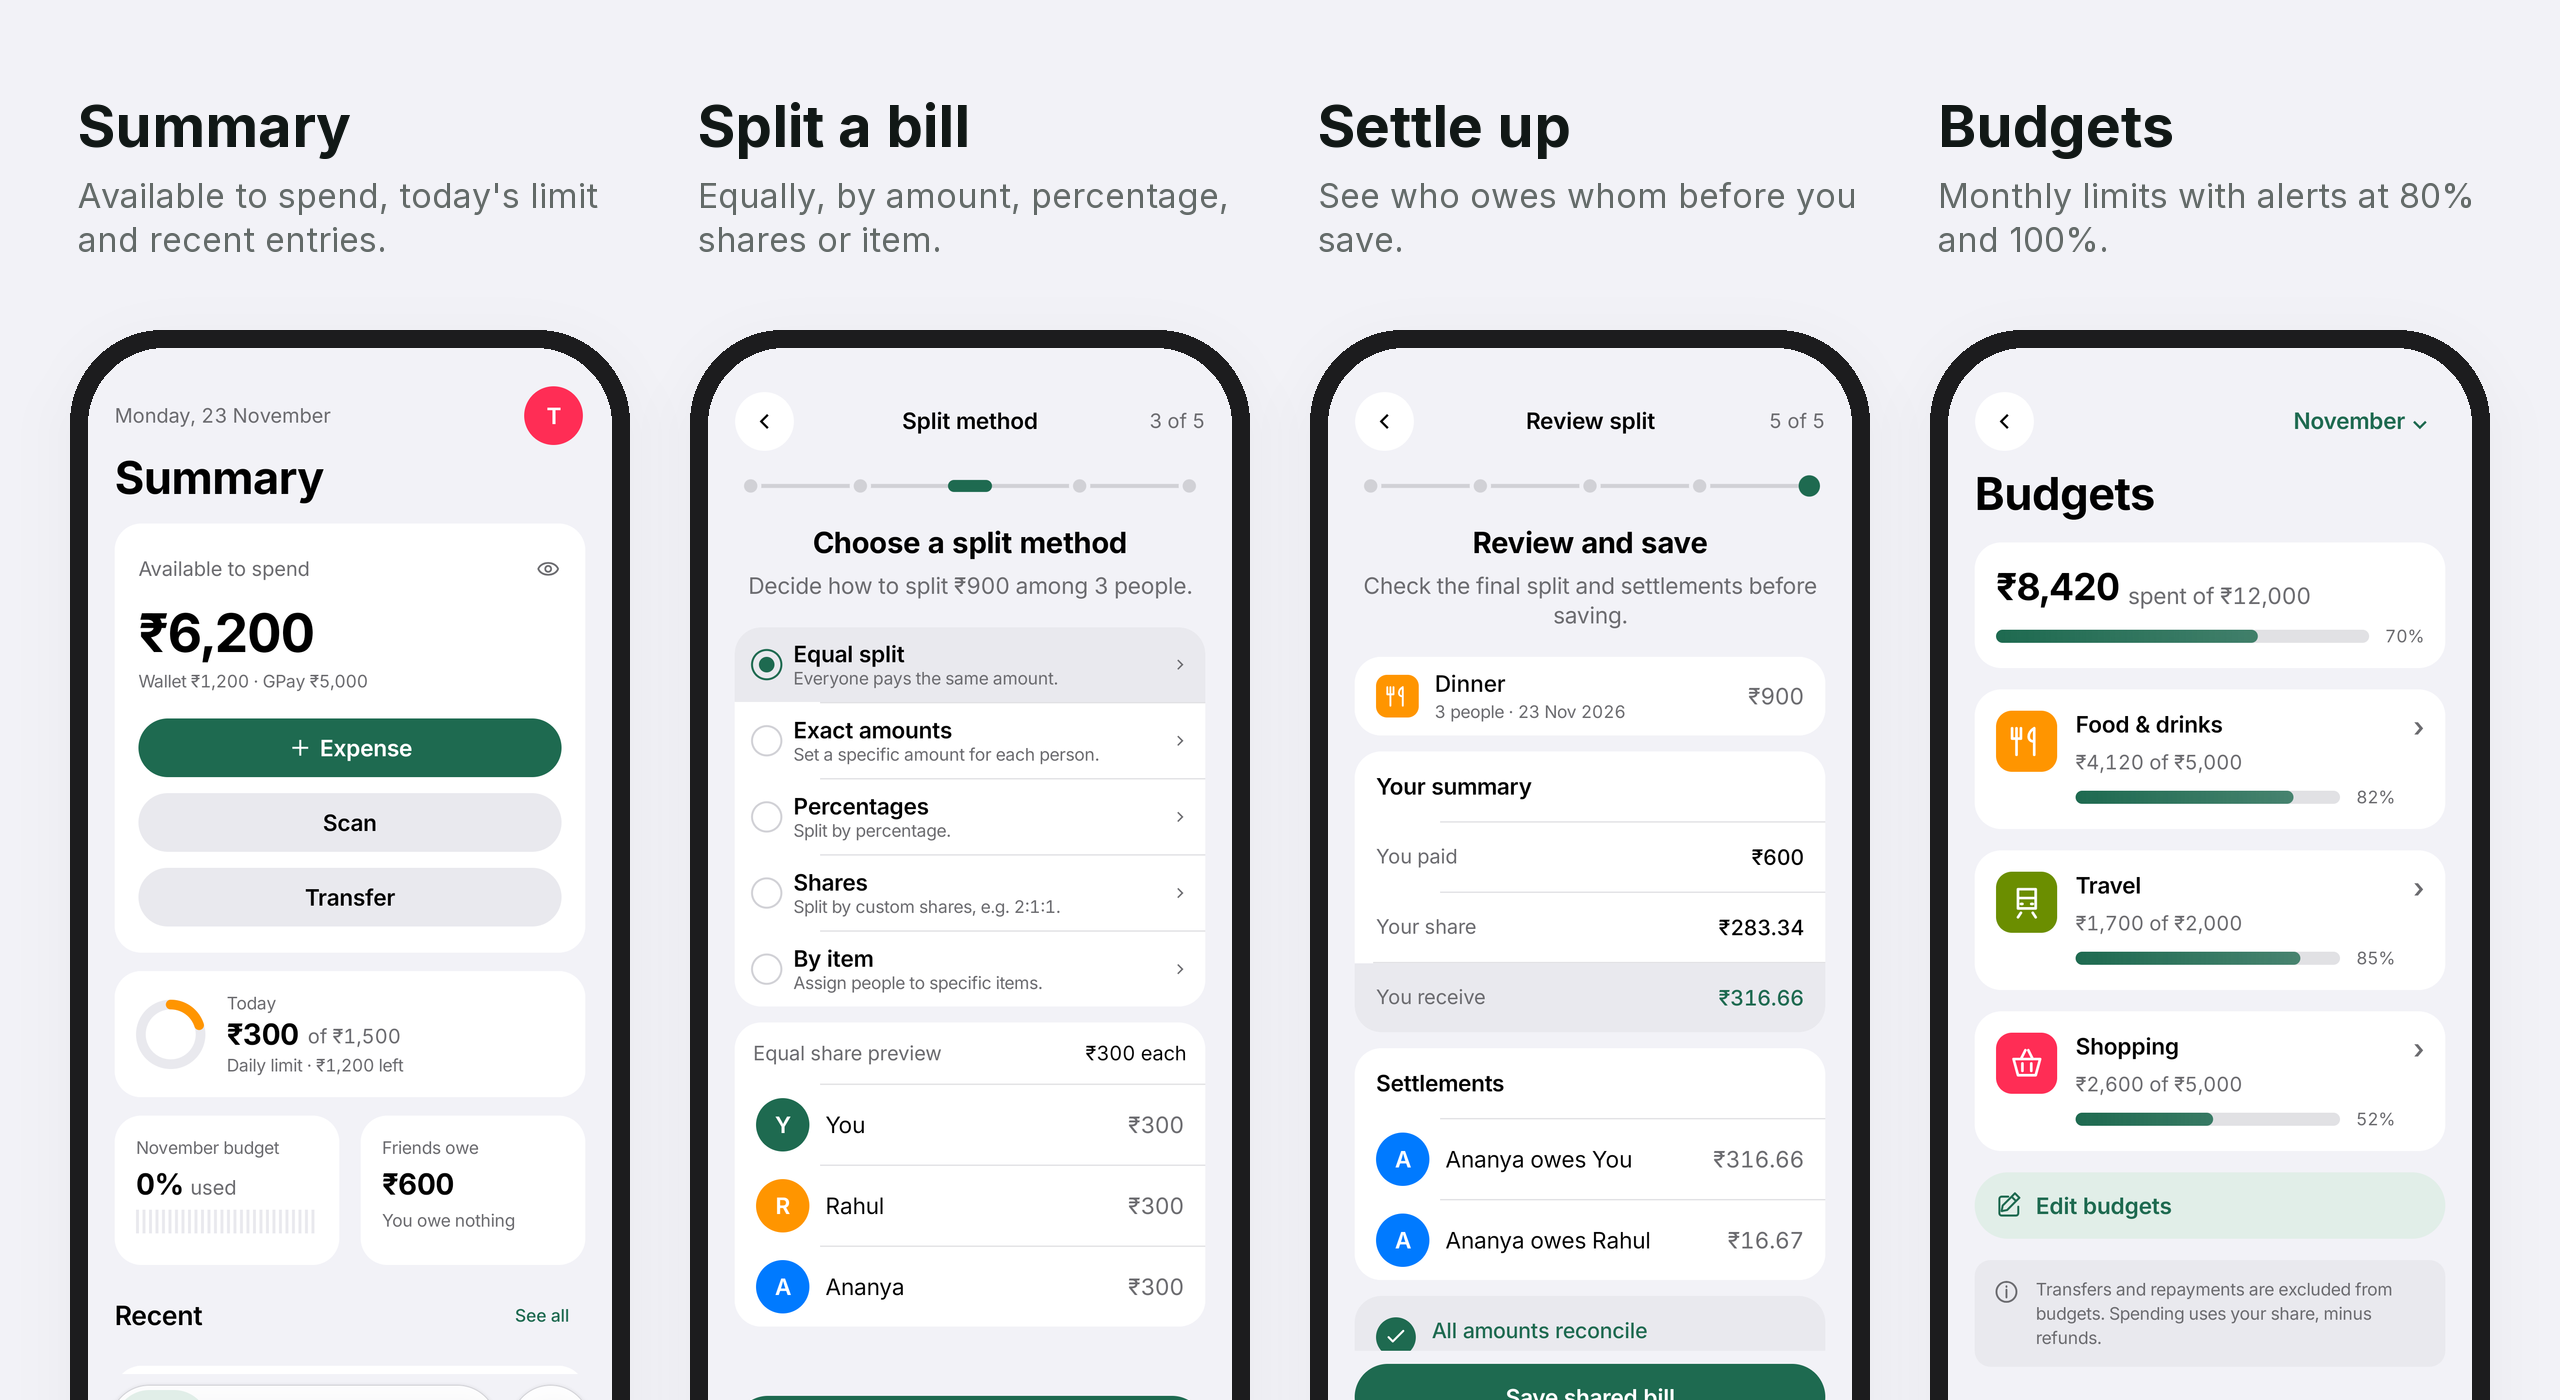 Summary
Available to spend, today's limit
and recent entries.
Monday, 23 November
T
Summary
Available to spend
₹6,200
Wallet ₹1,200 · GPay ₹5,000
+ Expense
Scan
Transfer
Today
₹300 of ₹1,500
Daily limit · ₹1,200 left
November budget
0% used
Friends owe
₹600
You owe nothing
Recent
See all
Split a bill
Equally, by amount, percentage,
shares or item.
Split method
3 of 5
Choose a split method
Decide how to split ₹900 among 3 people.
Equal split
Everyone pays the same amount.
Exact amounts
Set a specific amount for each person.
Percentages
Split by percentage.
Shares
Split by custom shares, e.g. 2:1:1.
By item
Assign people to specific items.
Equal share preview
₹300 each
Y
You
₹300
R
Rahul
₹300
A
Ananya
₹300
Settle up
See who owes whom before you
save.
Review split
5 of 5
Review and save
Check the final split and settlements before
saving.
Dinner
3 people · 23 Nov 2026
₹900
Your summary
You paid
₹600
Your share
₹283.34
You receive
₹316.66
Settlements
A
Ananya owes You
₹316.66
A
Ananya owes Rahul
₹16.67
All amounts reconcile
Save shared bill
Budgets
Monthly limits with alerts at 80%
and 100%.
November
Budgets
₹8,420 spent of ₹12,000
70%
Food & drinks
₹4,120 of ₹5,000
82%
Travel
₹1,700 of ₹2,000
85%
Shopping
₹2,600 of ₹5,000
52%
Edit budgets
Transfers and repayments are excluded from
budgets. Spending uses your share, minus
refunds.